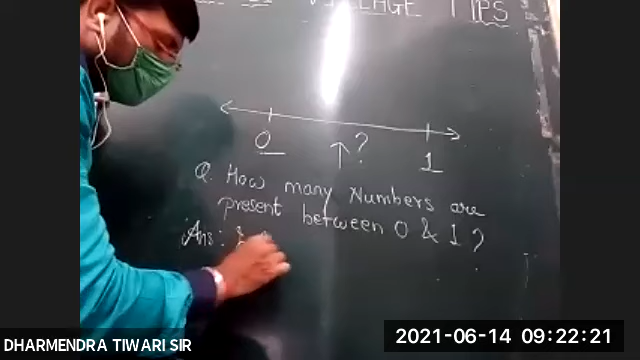 VILLAGE TIPS
0 ↑? 1
Q. How many Numbers are
present between 0 & 1 ?
Ans:
DHARMENDRA TIWARI SIR
2021-06-14 09:22:21